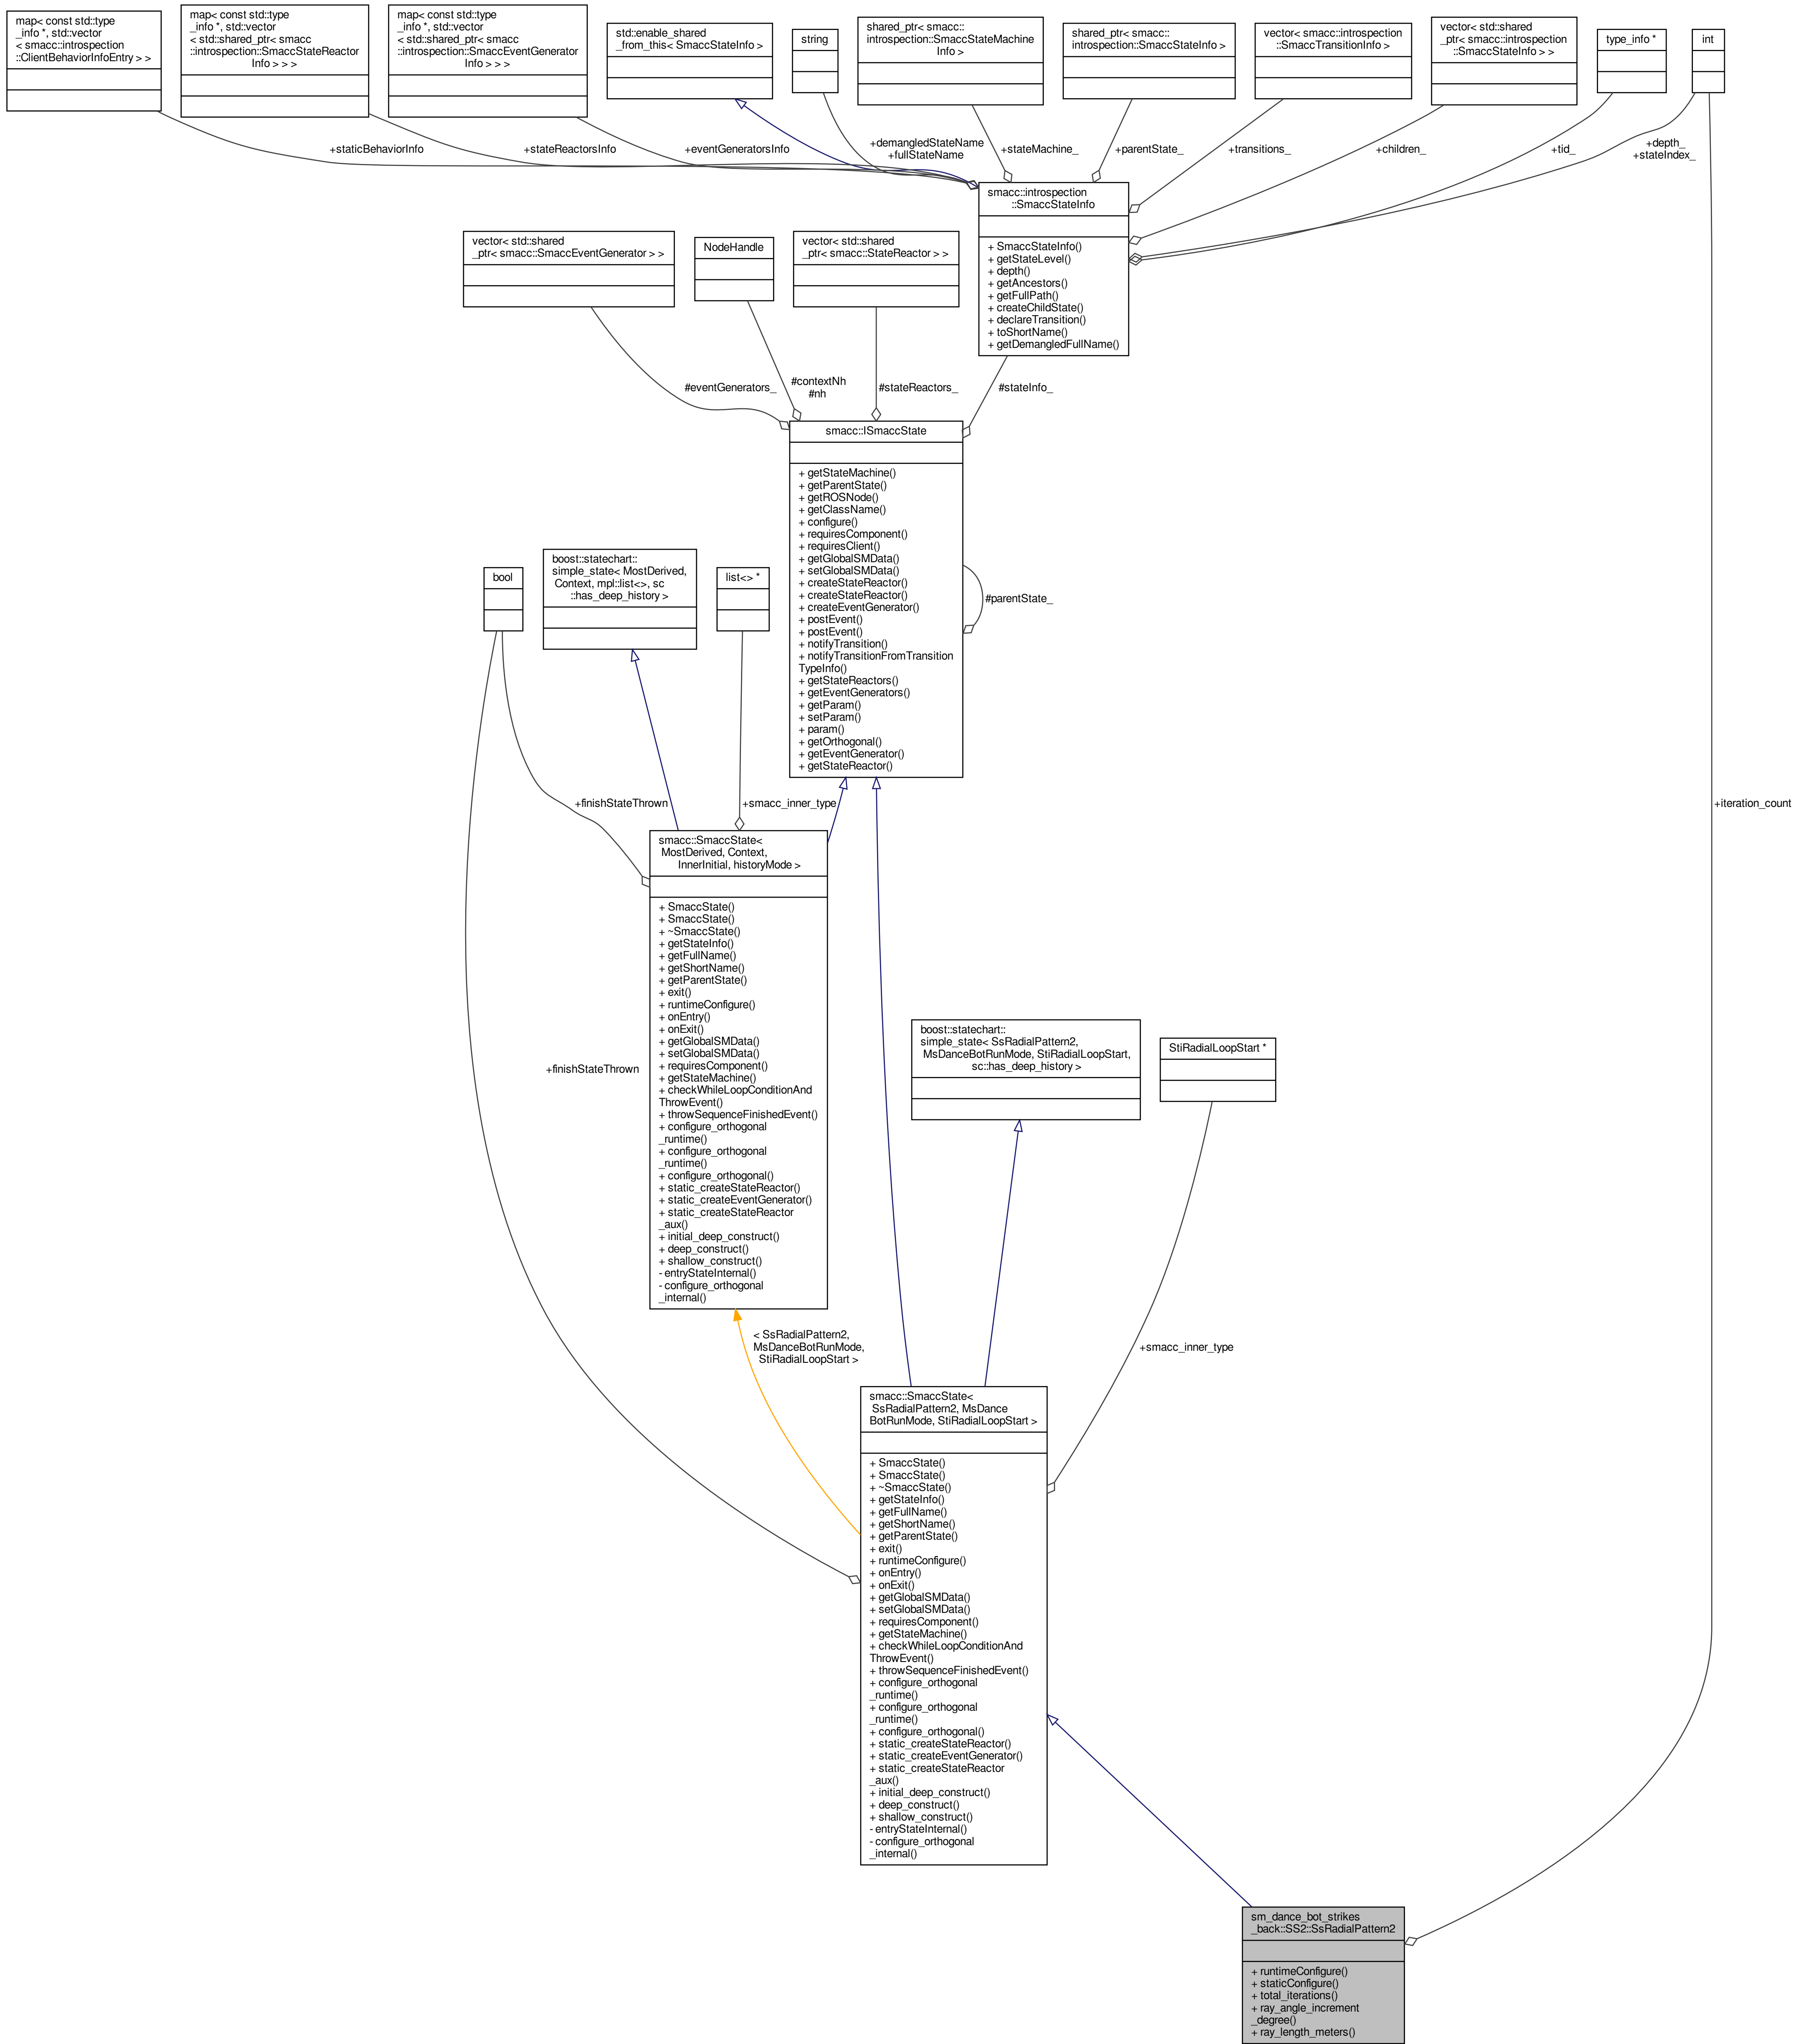 map< const std::type
_info *, std::vector
< smacc::introspection
::ClientBehaviorInfoEntry > >
map< const std::type
_info *, std::vector
< std::shared_ptr< smacc
::introspection::SmaccStateReactor
Info > > >
map< const std::type
_info *, std::vector
< std::shared_ptr< smacc
::introspection::SmaccEventGenerator
Info > > >
std::enable_shared
_from_this< SmaccStateInfo >
string
shared_ptr< smacc::
introspection::SmaccStateMachine
Info >
shared_ptr< smacc::
introspection::SmaccStateInfo >
vector< smacc::introspection
::SmaccTransitionInfo >
vector< std::shared
_ptr< smacc::introspection
::SmaccStateInfo > >
type_info *
int
+staticBehaviorInfo
+stateReactorsInfo
+eventGeneratorsInfo
+demangledStateName
+fullStateName
+stateMachine_
+parentState_
+transitions_
+children_
+tid_
+depth_
+stateIndex_
smacc::introspection
::SmaccStateInfo
+ SmaccStateInfo()
+ getStateLevel()
+ depth()
+ getAncestors()
+ getFullPath()
+ createChildState()
+ declareTransition()
+ toShortName()
+ getDemangledFullName()
vector< std::shared
_ptr< smacc::SmaccEventGenerator > >
NodeHandle
vector< std::shared
_ptr< smacc::StateReactor > >
#eventGenerators_
#contextNh
#nh
#stateReactors_
#stateInfo_
smacc::ISmaccState
+ getStateMachine()
+ getParentState()
+ getROSNode()
+ getClassName()
+ configure()
+ requiresComponent()
+ requiresClient()
+ getGlobalSMData()
+ setGlobalSMData()
+ createStateReactor()
+ createStateReactor()
+ createEventGenerator()
+ postEvent()
+ postEvent()
+ notifyTransition()
+ notifyTransitionFromTransition
TypeInfo()
+ getStateReactors()
+ getEventGenerators()
+ getParam()
+ setParam()
+ param()
+ getOrthogonal()
+ getEventGenerator()
+ getStateReactor()
#parentState_
bool
boost::statechart::
simple_state< MostDerived,
Context, mpl::list<>, sc
::has_deep_history >
list<> *
+finishStateThrown
+smacc_inner_type
+iteration_count
smacc::SmaccState<
MostDerived, Context,
InnerInitial, historyMode >
+ SmaccState()
+ SmaccState()
+ ~SmaccState()
+ getStateInfo()
+ getFullName()
+ getShortName()
+ getParentState()
+ exit()
+ runtimeConfigure()
+ onEntry()
+ onExit()
+ getGlobalSMData()
+ setGlobalSMData()
+ requiresComponent()
+ getStateMachine()
+ checkWhileLoopConditionAnd
ThrowEvent()
+ throwSequenceFinishedEvent()
+ configure_orthogonal
_runtime()
+ configure_orthogonal
_runtime()
+ configure_orthogonal()
+ static_createStateReactor()
+ static_createEventGenerator()
+ static_createStateReactor
_aux()
+ initial_deep_construct()
+ deep_construct()
+ shallow_construct()
- entryStateInternal()
- configure_orthogonal
_internal()
+finishStateThrown
boost::statechart::
simple_state< SsRadialPattern2,
MsDanceBotRunMode, StiRadialLoopStart,
sc::has_deep_history >
StiRadialLoopStart *
< SsRadialPattern2,
MsDanceBotRunMode,
StiRadialLoopStart >
+smacc_inner_type
smacc::SmaccState<
SsRadialPattern2, MsDance
BotRunMode, StiRadialLoopStart >
+ SmaccState()
+ SmaccState()
+ ~SmaccState()
+ getStateInfo()
+ getFullName()
+ getShortName()
+ getParentState()
+ exit()
+ runtimeConfigure()
+ onEntry()
+ onExit()
+ getGlobalSMData()
+ setGlobalSMData()
+ requiresComponent()
+ getStateMachine()
+ checkWhileLoopConditionAnd
ThrowEvent()
+ throwSequenceFinishedEvent()
+ configure_orthogonal
_runtime()
+ configure_orthogonal
_runtime()
+ configure_orthogonal()
+ static_createStateReactor()
+ static_createEventGenerator()
+ static_createStateReactor
_aux()
+ initial_deep_construct()
+ deep_construct()
+ shallow_construct()
- entryStateInternal()
- configure_orthogonal
_internal()
sm_dance_bot_strikes
_back::SS2::SsRadialPattern2
+ runtimeConfigure()
+ staticConfigure()
+ total_iterations()
+ ray_angle_increment
_degree()
+ ray_length_meters()